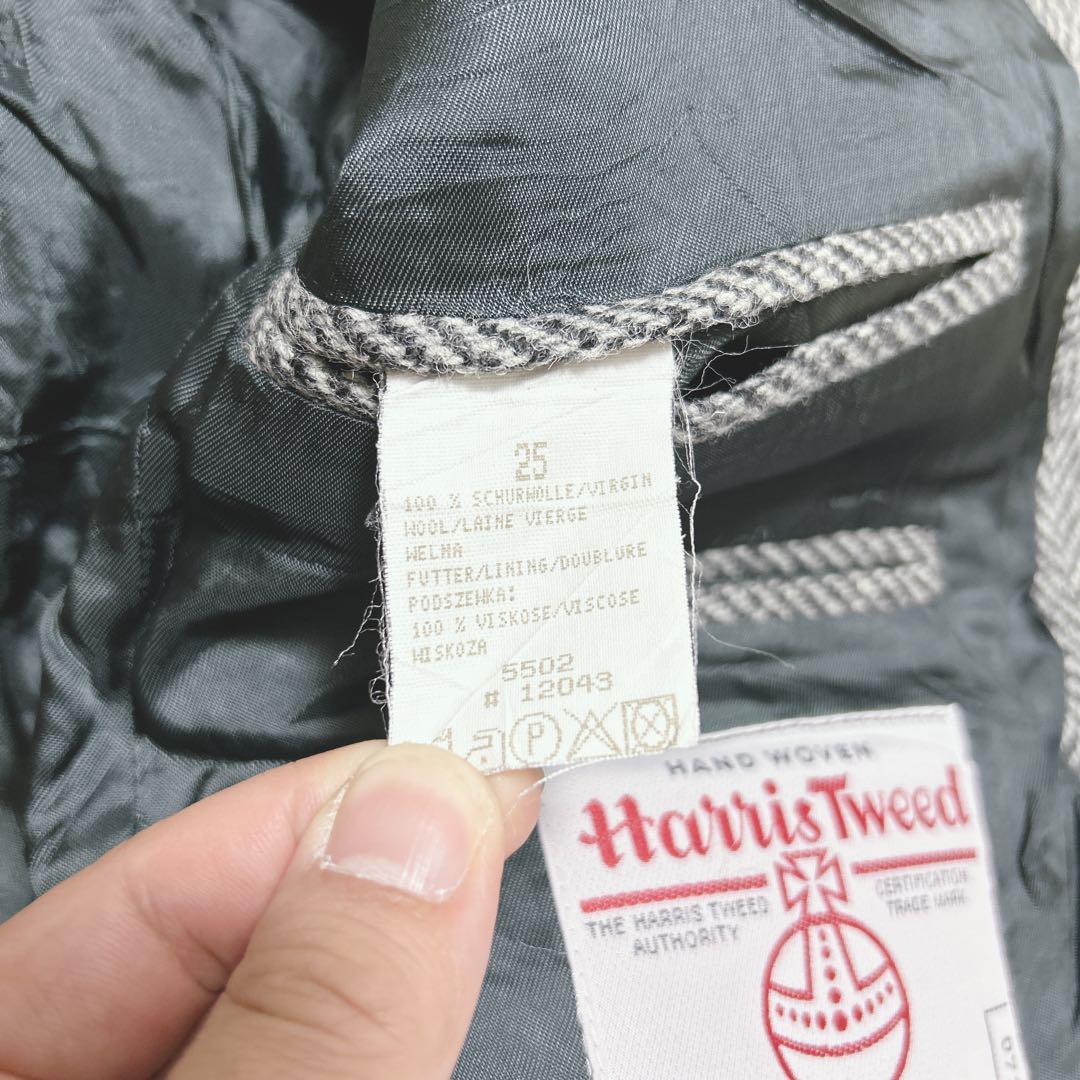 25
100 % SCHURWOLLE/VIRGIN
WOOL/LAINE VIERGE
WELNA
FUTTER/LINING/DOUBLURE
PODSZEWKA:
100 % VISKOSE/VISCOSE
WISKOZA
5502
# 12043
P
HAND WOVEN
Harris Tweed
THE HARRIS TWEED
AUTHORITY
CERTIFICATION
TRADE MARK